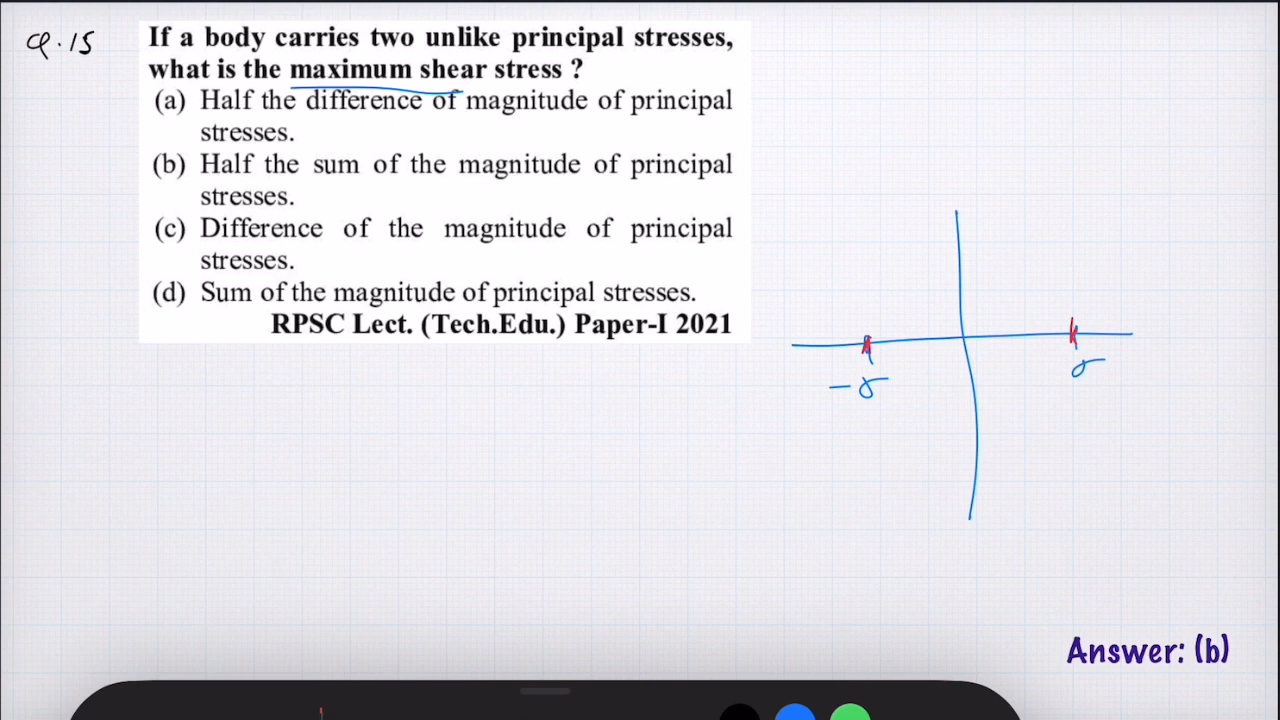 Q.15
If a body carries two unlike principal stresses,
what is the maximum shear stress ?
(a) Half the difference of magnitude of principal
stresses.
(b) Half the sum of the magnitude of principal
stresses.
(c) Difference of the magnitude of principal
stresses.
(d) Sum of the magnitude of principal stresses.
RPSC Lect. (Tech.Edu.) Paper-I 2021
-σ
σ
Answer: (b)